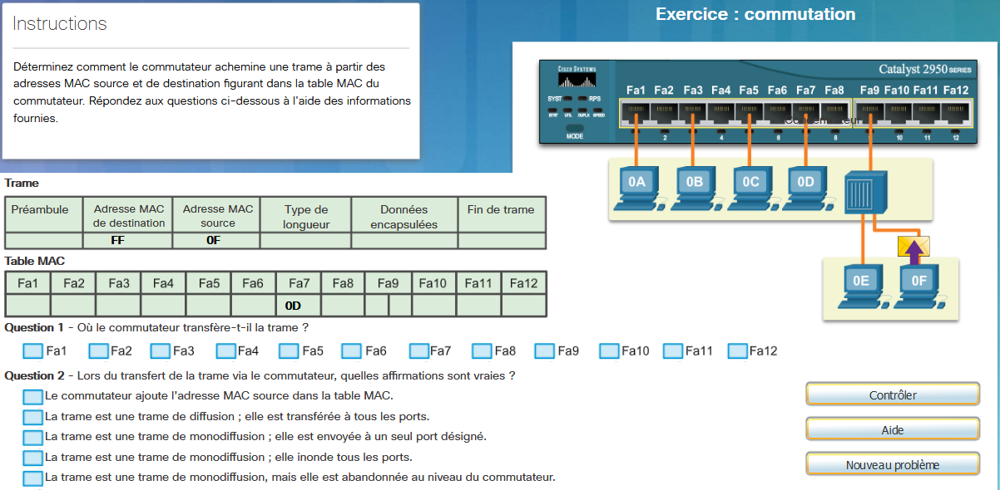 Exercice : commutation
Instructions
Déterminez comment le commutateur achemine une trame à partir des
adresses MAC source et de destination figurant dans la table MAC du
commutateur. Répondez aux questions ci-dessous à l'aide des informations
fournies.
CISCO SYSTEMS
Catalyst 2950 SERIES
Fa1 Fa2 Fa3 Fa4 Fa5 Fa6 Fa7 Fa8 Fa9 Fa10 Fa11 Fa12
SYST RPS
STAT UTIL DUPLX SPEED
MODE
2 4 6 8 10 11 12
0A 0B 0C 0D
0E 0F
Trame
Préambule Adresse MAC de destination Adresse MAC source Type de longueur Données encapsulées Fin de trame
FF 0F
Table MAC
Fa1 Fa2 Fa3 Fa4 Fa5 Fa6 Fa7 Fa8 Fa9 Fa10 Fa11 Fa12
0D
Question 1 - Où le commutateur transfère-t-il la trame ?
Fa1 Fa2 Fa3 Fa4 Fa5 Fa6 Fa7 Fa8 Fa9 Fa10 Fa11 Fa12
Question 2 - Lors du transfert de la trame via le commutateur, quelles affirmations sont vraies ?
Le commutateur ajoute l'adresse MAC source dans la table MAC.
La trame est une trame de diffusion ; elle est transférée à tous les ports.
La trame est une trame de monodiffusion ; elle est envoyée à un seul port désigné.
La trame est une trame de monodiffusion ; elle inonde tous les ports.
La trame est une trame de monodiffusion, mais elle est abandonnée au niveau du commutateur.
Contrôler
Aide
Nouveau problème